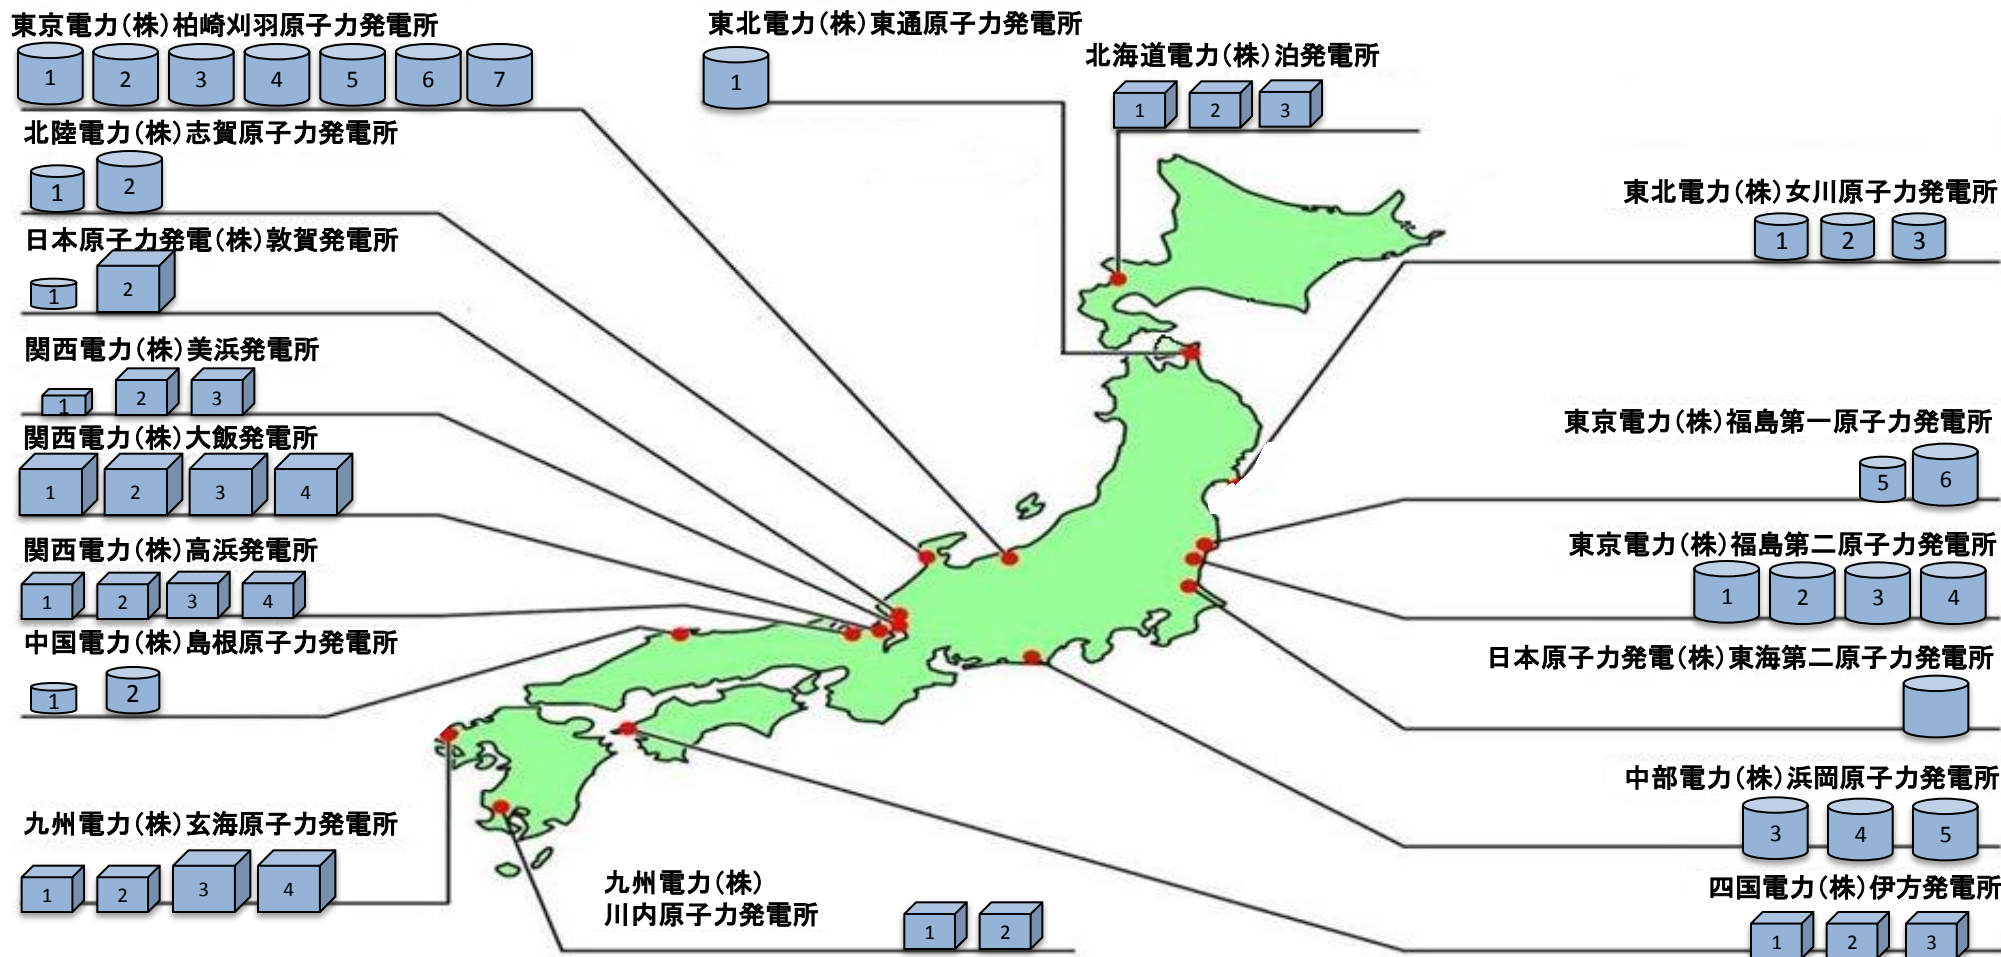 東京電力(株)柏崎刈羽原子力発電所
1 2 3 4 5 6 7
北陸電力(株)志賀原子力発電所
1 2
日本原子力発電(株)敦賀発電所
1 2
関西電力(株)美浜発電所
1 2 3
関西電力(株)大飯発電所
1 2 3 4
関西電力(株)高浜発電所
1 2 3 4
中国電力(株)島根原子力発電所
1 2
九州電力(株)玄海原子力発電所
1 2 3 4
東北電力(株)東通原子力発電所
1
北海道電力(株)泊発電所
1 2 3
東北電力(株)女川原子力発電所
1 2 3
東京電力(株)福島第一原子力発電所
5 6
東京電力(株)福島第二原子力発電所
1 2 3 4
日本原子力発電(株)東海第二原子力発電所
中部電力(株)浜岡原子力発電所
3 4 5
四国電力(株)伊方発電所
1 2 3
九州電力(株)
川内原子力発電所
1 2